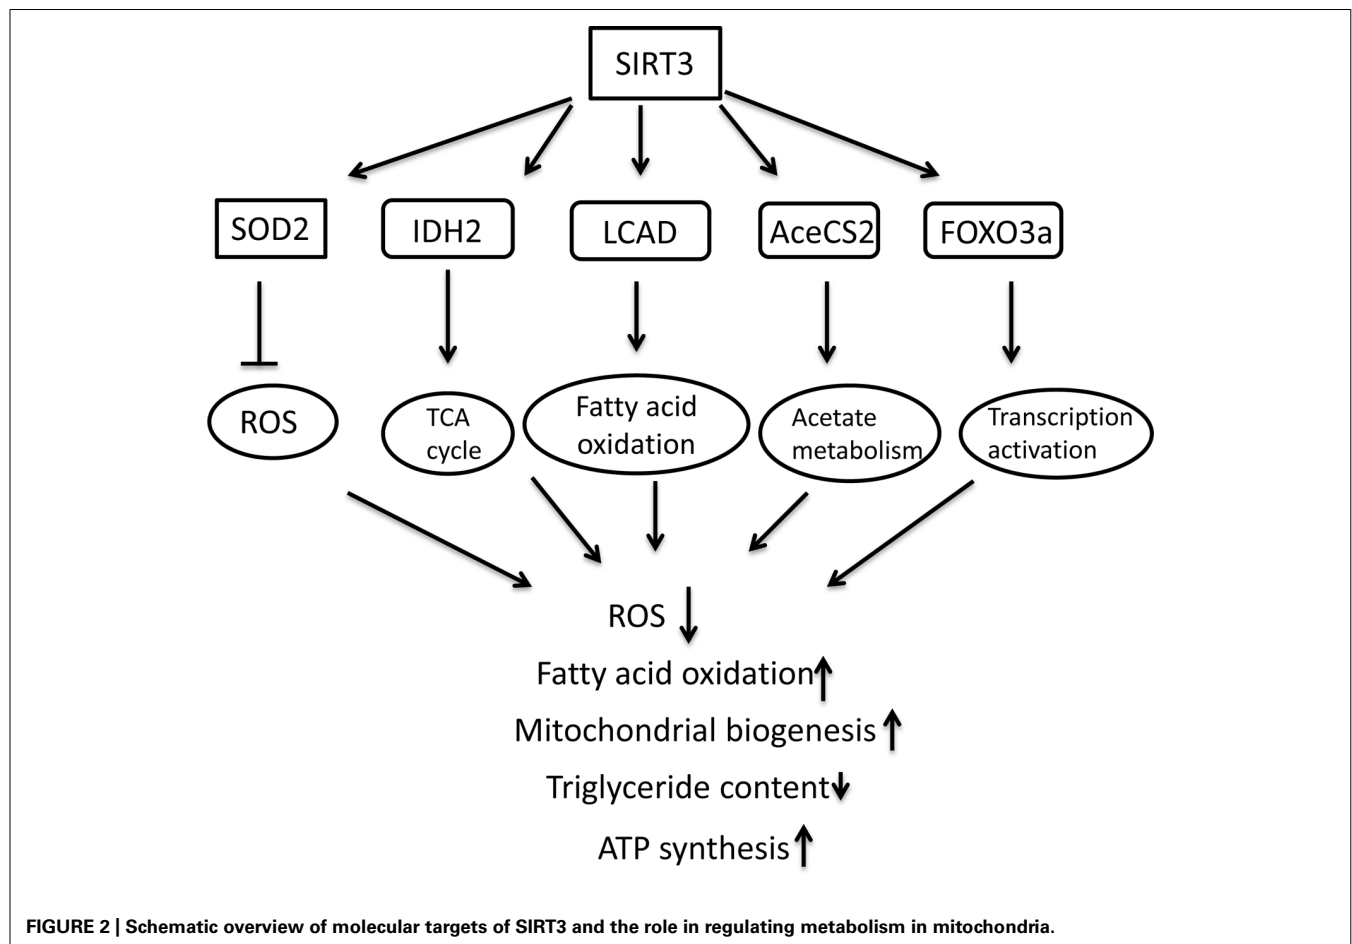 SIRT3
SOD2
IDH2
LCAD
AceCS2
FOXO3a
ROS
TCA
cycle
Fatty acid
oxidation
Acetate
metabolism
Transcription
activation
ROS
Fatty acid oxidation
Mitochondrial biogenesis
Triglyceride content
ATP synthesis
FIGURE 2 | Schematic overview of molecular targets of SIRT3 and the role in regulating metabolism in mitochondria.